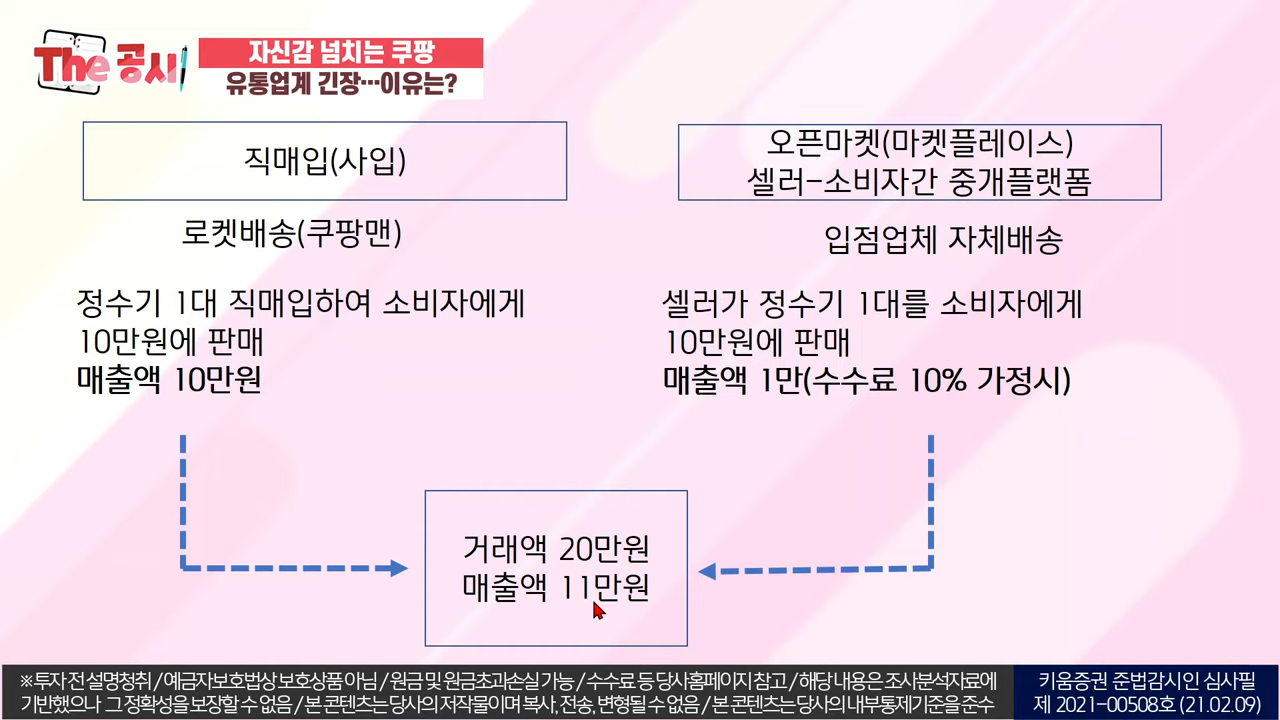 The 공시
자신감 넘치는 쿠팡
유통업계 긴장…이유는?
직매입(사입)
로켓배송(쿠팡맨)
정수기 1대 직매입하여 소비자에게
10만원에 판매
매출액 10만원
오픈마켓(마켓플레이스)
셀러-소비자간 중개플랫폼
입점업체 자체배송
셀러가 정수기 1대를 소비자에게
10만원에 판매
매출액 1만(수수료 10% 가정시)
거래액 20만원
매출액 11만원
※ 투자 전 설명청취 / 예금자보호법상 보호상품 아님 / 원금 및 원금초과손실 가능 / 수수료 등 당사홈페이지 참고 / 해당 내용은 조사분석자료에
기반했으나 그 정확성을 보장할 수 없음 / 본 콘텐츠는 당사의 저작물이며 복사, 전송, 변형될 수 없음 / 본 콘텐츠는 당사의 내부통제기준을 준수
키움증권 준법감시인 심사필
제 2021-00508호 (21.02.09)